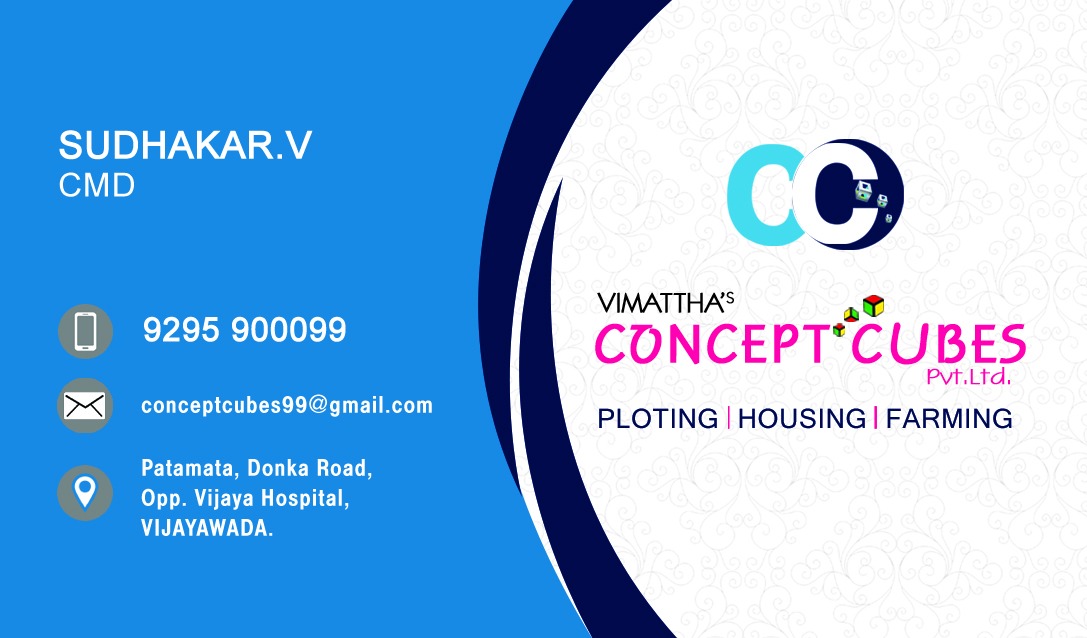 SUDHAKAR.V
CMD
9295 900099
conceptcubes99@gmail.com
Patamata, Donka Road,
Opp. Vijaya Hospital,
VIJAYAWADA.
CC
VIMATTHA'S
CONCEPT CUBES
Pvt.Ltd.
PLOTING | HOUSING | FARMING